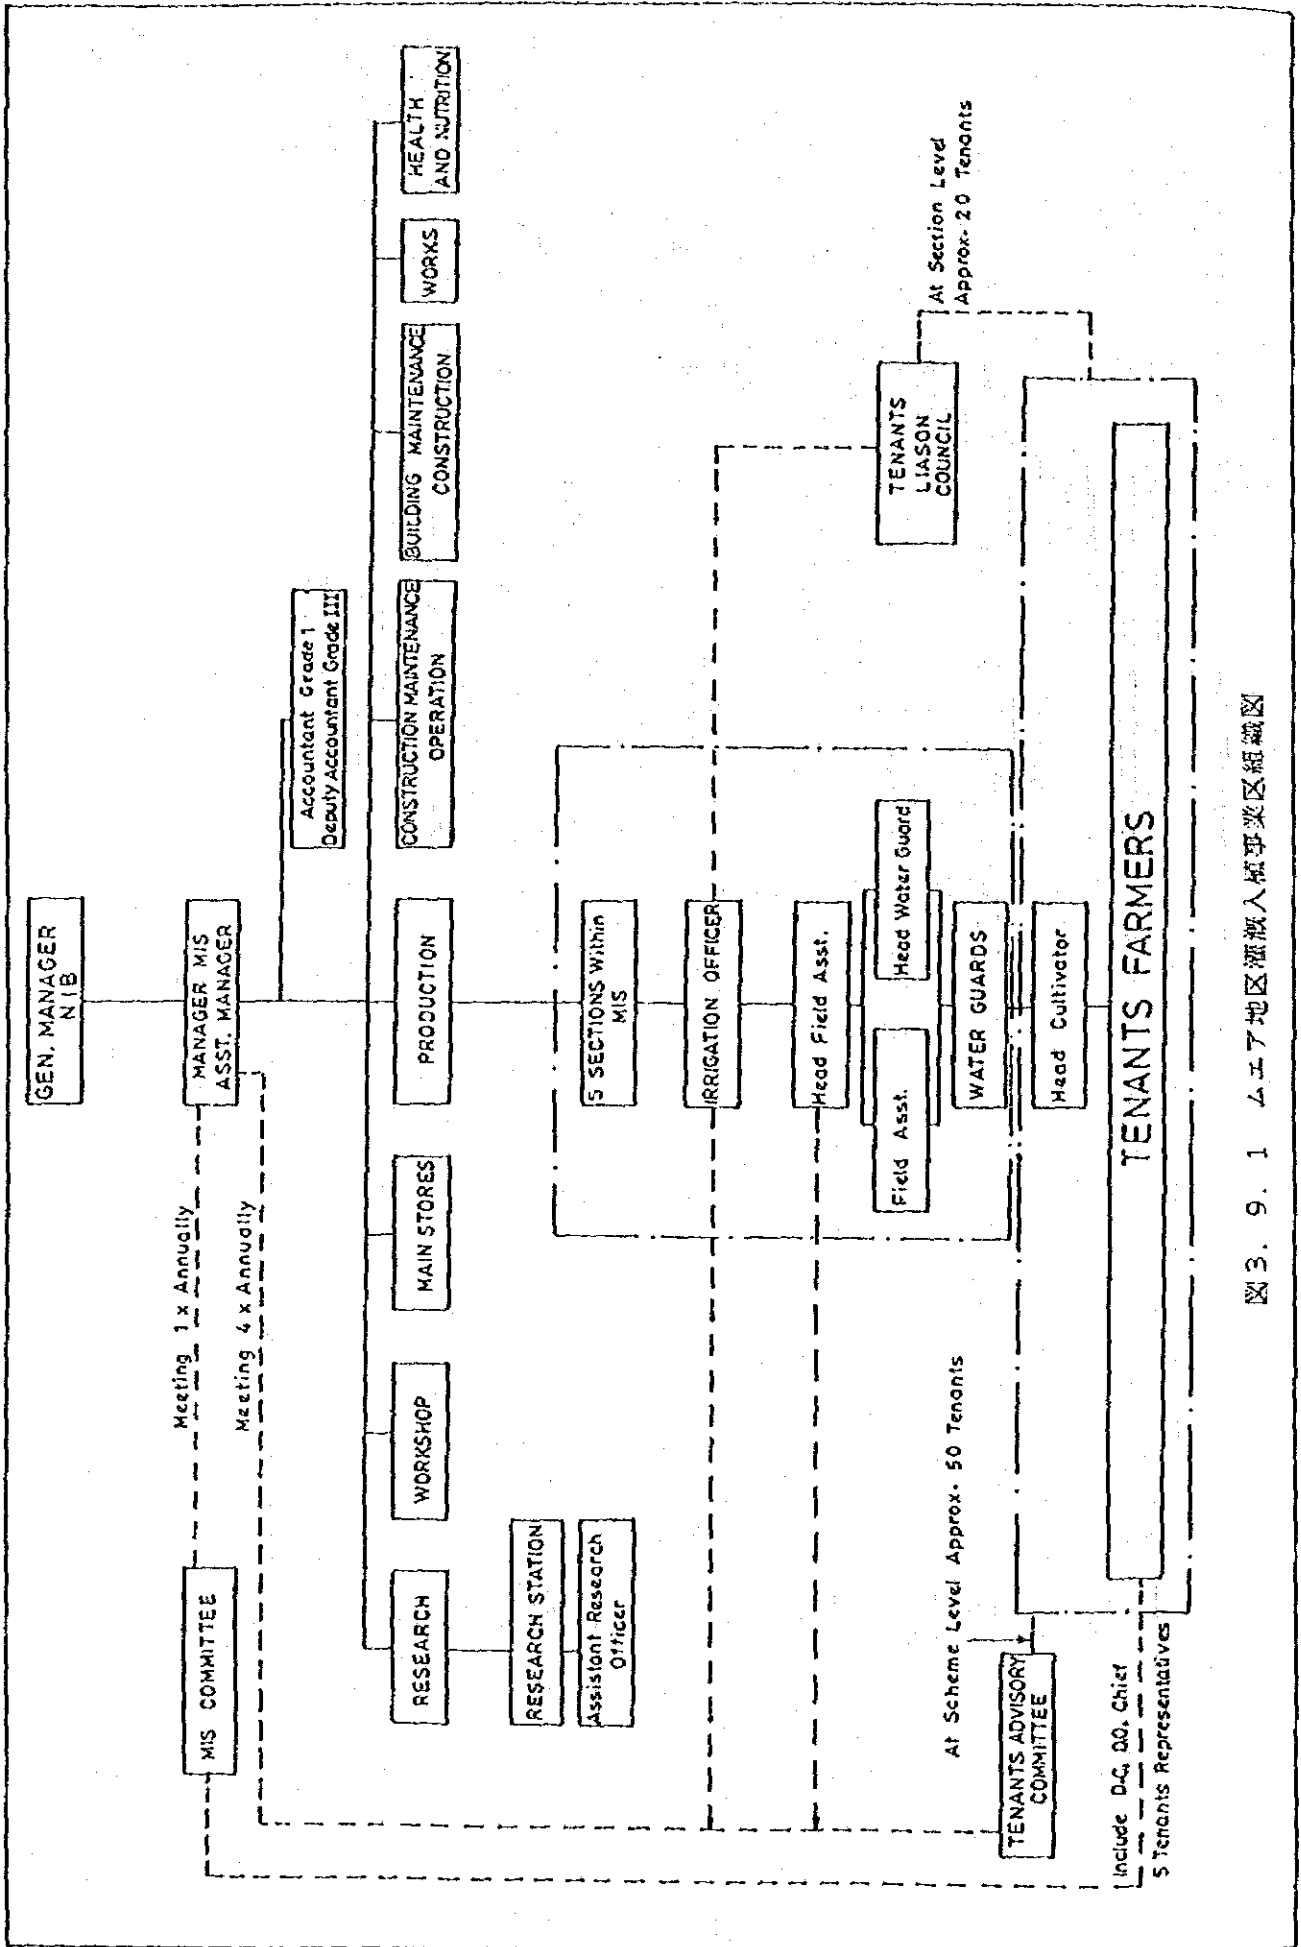 GEN. MANAGER
NIB
MANAGER MIS
ASST. MANAGER
Meeting 1 x Annually
Meeting 4 x Annually
MIS COMMITTEE
Accountant Grade 1
Deputy Accountant Grade III
RESEARCH
WORKSHOP
MAIN STORES
PRODUCTION
CONSTRUCTION MAINTENANCE
OPERATION
BUILDING MAINTENANCE
CONSTRUCTION
WORKS
HEALTH
AND NUTRITION
RESEARCH STATION
Assistant Research
Officer
5 SECTIONS Within
MIS
IRRIGATION OFFICER
Head Field Asst.
Field Asst.
Head Water Guard
WATER GUARDS
Head Cultivator
TENANTS FARMERS
TENANTS
LIASON
COUNCIL
At Section Level
Approx. 20 Tenants
At Scheme Level Approx. 50 Tenants
TENANTS ADVISORY
COMMITTEE
Include D.C, D.O, Chief
5 Tenants Representatives
図3.9.1 ムエア地区灌漑入植事業区組織図